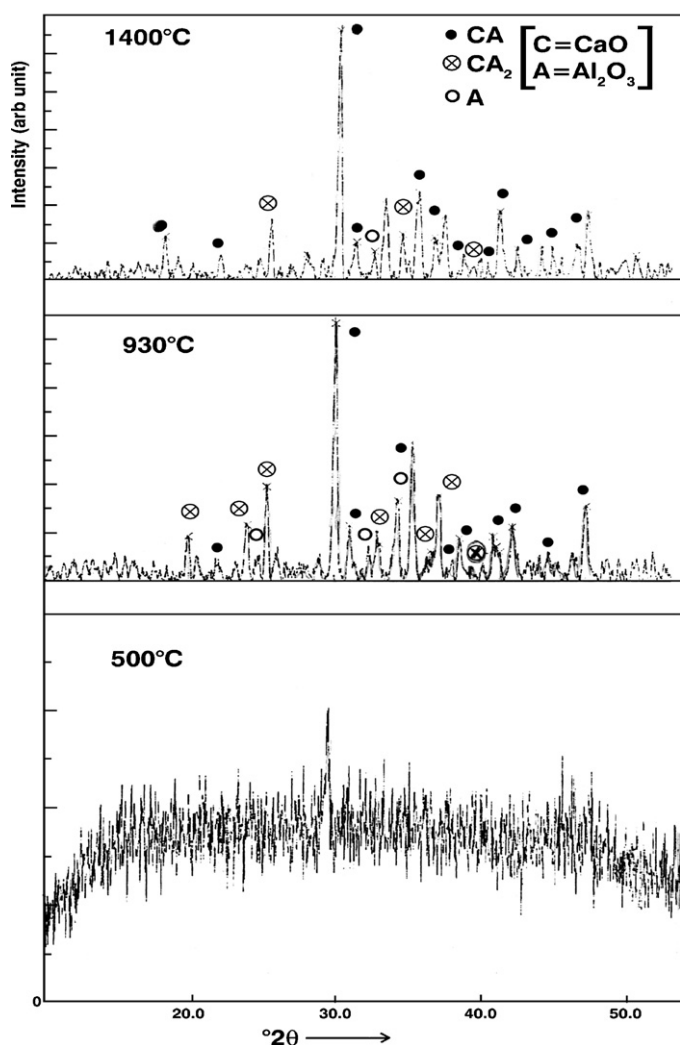 1400°C
CA
CA₂
A
[C=CaO
A=Al₂O₃]
Intensity (arb unit)
930°C
500°C
0
20.0 30.0 40.0 50.0
°2θ